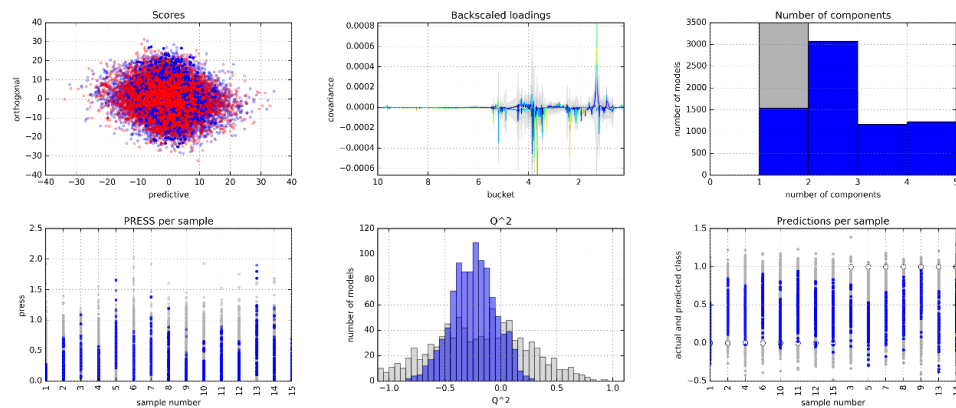 Scores
40
30
20
10
0
−10
−20
−30
−40
orthogonal
−40 −30 −20 −10 0 10 20 30 40
predictive
Backscaled loadings
0.0008
0.0006
0.0004
0.0002
0.0000
−0.0002
−0.0004
−0.0006
covariance
10 8 6 4 2
bucket
Number of components
3500
3000
2500
2000
1500
1000
500
0
number of models
0 1 2 3 4 5
number of components
PRESS per sample
2.5
2.0
1.5
1.0
0.5
0.0
press
1 2 3 4 5 6 7 8 9 10 11 12 13 14 15
sample number
Q^2
120
100
80
60
40
20
0
number of models
−1.0 −0.5 0.0 0.5 1.0
Q^2
Predictions per sample
1.5
1.0
0.5
0.0
−0.5
actual and predicted class
1 2 4 6 10 11 12 15 3 5 7 8 9 13 14
sample number